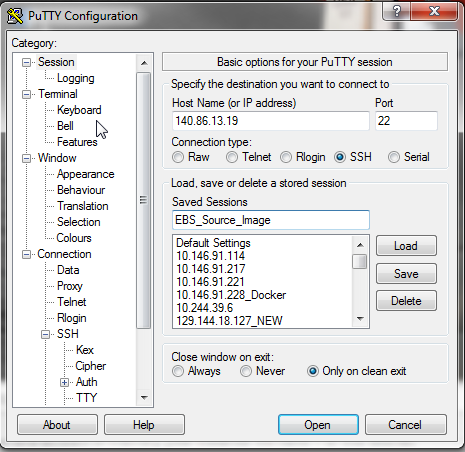 PuTTY Configuration
Category:
Session
Logging
Terminal
Keyboard
Bell
Features
Window
Appearance
Behaviour
Translation
Selection
Colours
Connection
Data
Proxy
Telnet
Rlogin
SSH
Kex
Cipher
Auth
TTY
Basic options for your PuTTY session
Specify the destination you want to connect to
Host Name (or IP address) Port
140.86.13.19 22
Connection type:
Raw Telnet Rlogin SSH Serial
Load, save or delete a stored session
Saved Sessions
EBS_Source_Image
Default Settings
10.146.91.114
10.146.91.217
10.146.91.221
10.146.91.228_Docker
10.244.39.6
129.144.18.127_NEW
Load
Save
Delete
Close window on exit:
Always Never Only on clean exit
About Help Open Cancel